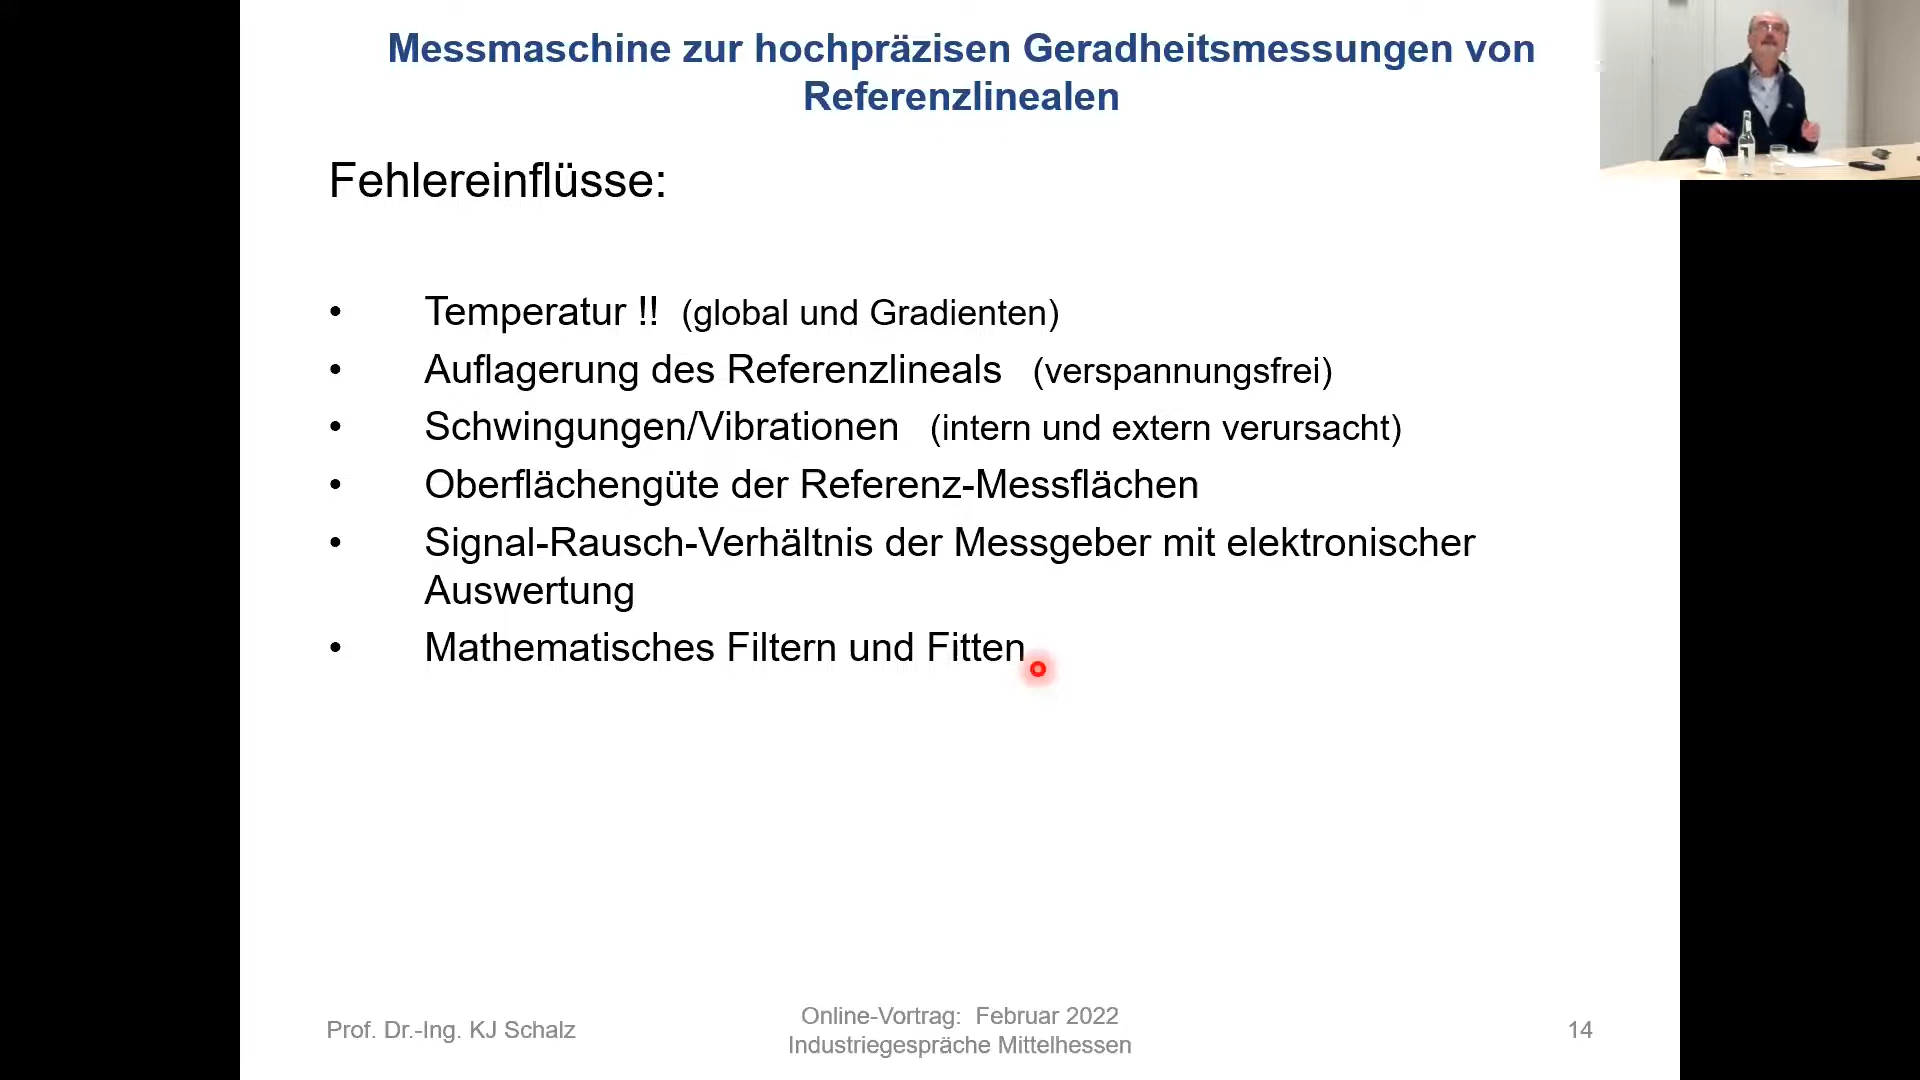 Messmaschine zur hochpräzisen Geradheitsmessungen von
Referenzlinealen
Fehlereinflüsse:
• Temperatur !! (global und Gradienten)
• Auflagerung des Referenzlineals (verspannungsfrei)
• Schwingungen/Vibrationen (intern und extern verursacht)
• Oberflächengüte der Referenz-Messflächen
• Signal-Rausch-Verhältnis der Messgeber mit elektronischer
Auswertung
• Mathematisches Filtern und Fitten
Prof. Dr.-Ing. KJ Schalz
Online-Vortrag: Februar 2022
Industriegespräche Mittelhessen
14